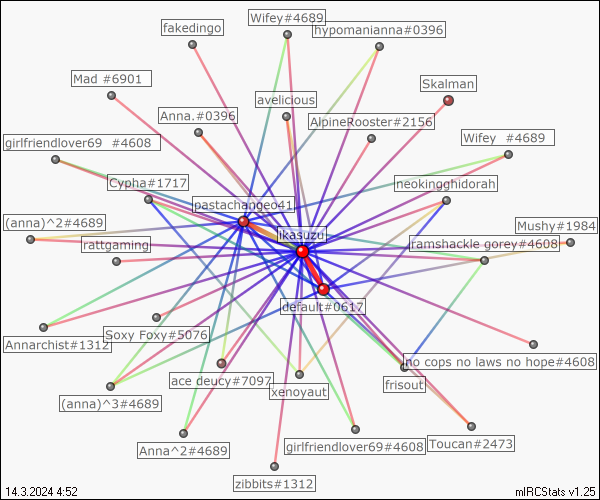 Wifey#4689
fakedingo
hypomanianna#0396
Mad #6901
Skalman
avelicious
Anna.#0396
AlpineRooster#2156
girlfriendlover69  #4608
Wifey  #4689
Cypha#1717
neokingghidorah
pastachangeo41
(anna)^2#4689
Mushy#1984
ikasuzu
rattgaming
ramshackle gorey#4608
default#0617
Soxy Foxy#5076
Annarchist#1312
no cops no laws no hope#4608
ace deucy#7097
frisout
xenoyaut
(anna)^3#4689
Toucan#2473
girlfriendlover69#4608
Anna^2#4689
zibbits#1312
14.3.2024 4:52
mIRCStats v1.25